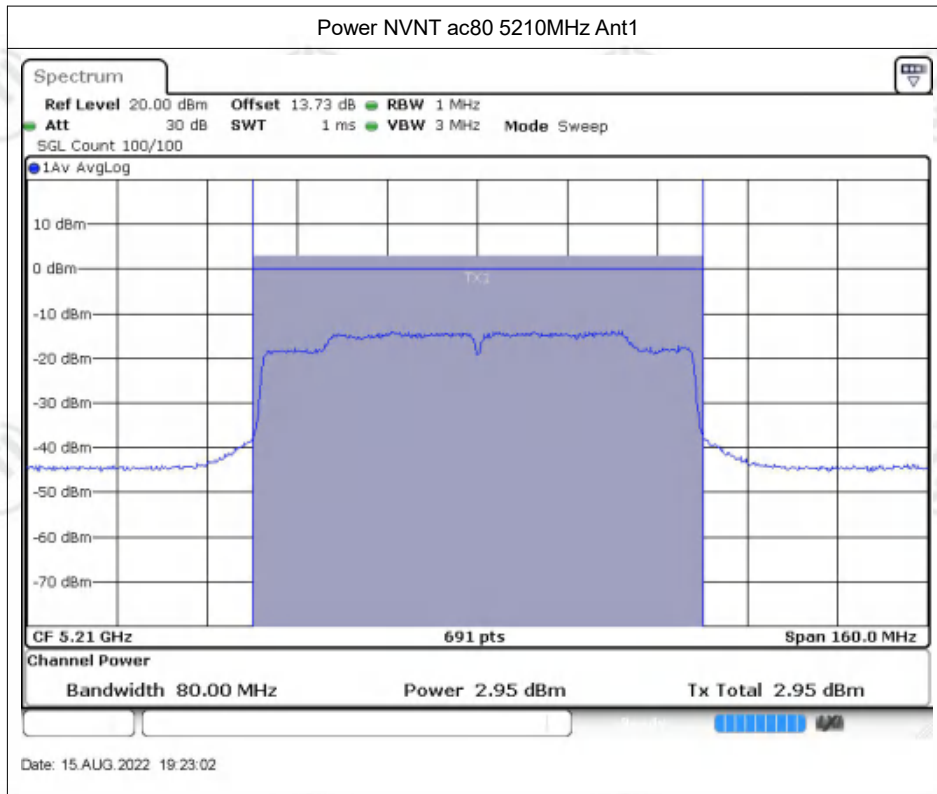 Power NVNT ac80 5210MHz Ant1
Spectrum
Ref Level 20.00 dBm Offset 13.73 dB RBW 1 MHz
Att 30 dB SWT 1 ms VBW 3 MHz Mode Sweep
SGL Count 100/100
1Av AvgLog
10 dBm
0 dBm
-10 dBm
-20 dBm
-30 dBm
-40 dBm
-50 dBm
-60 dBm
-70 dBm
CF 5.21 GHz 691 pts Span 160.0 MHz
Channel Power
Bandwidth 80.00 MHz Power 2.95 dBm Tx Total 2.95 dBm
Date: 15.AUG.2022 19:23:02